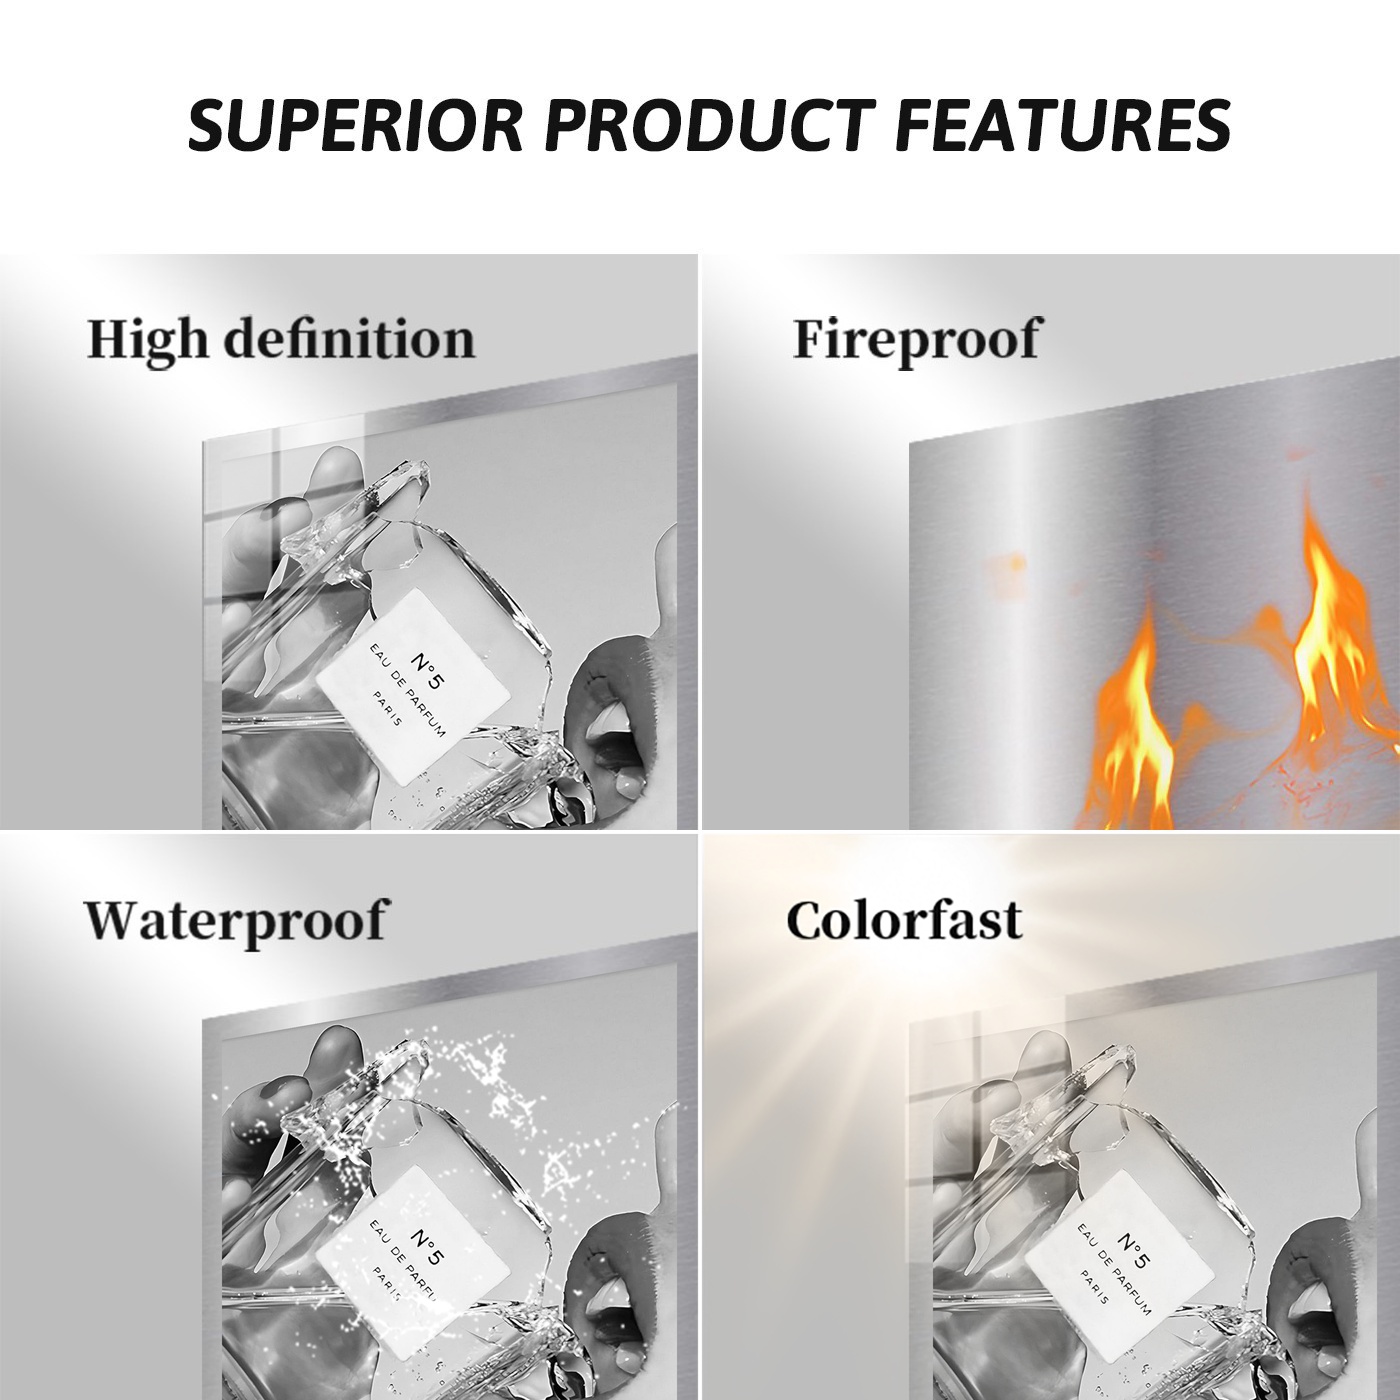 SUPERIOR PRODUCT FEATURES
High definition
Fireproof
N°5
EAU DE PARFUM
PARIS
Waterproof
Colorfast
N°5
EAU DE PARFUM
PARIS
N°5
EAU DE PARFUM
PARIS